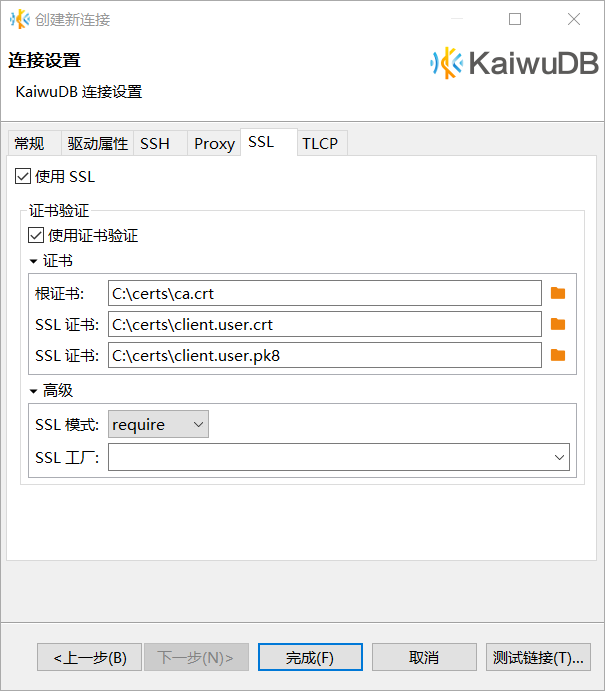 创建新连接
连接设置
KaiwuDB 连接设置
KaiwuDB
常规 驱动属性 SSH Proxy SSL TLCP
使用 SSL
证书验证
使用证书验证
证书
根证书: C:\certs\ca.crt
SSL 证书: C:\certs\client.user.crt
SSL 证书: C:\certs\client.user.pk8
高级
SSL 模式: require
SSL 工厂:
<上一步(B) 下一步(N)> 完成(F) 取消 测试链接(T)...